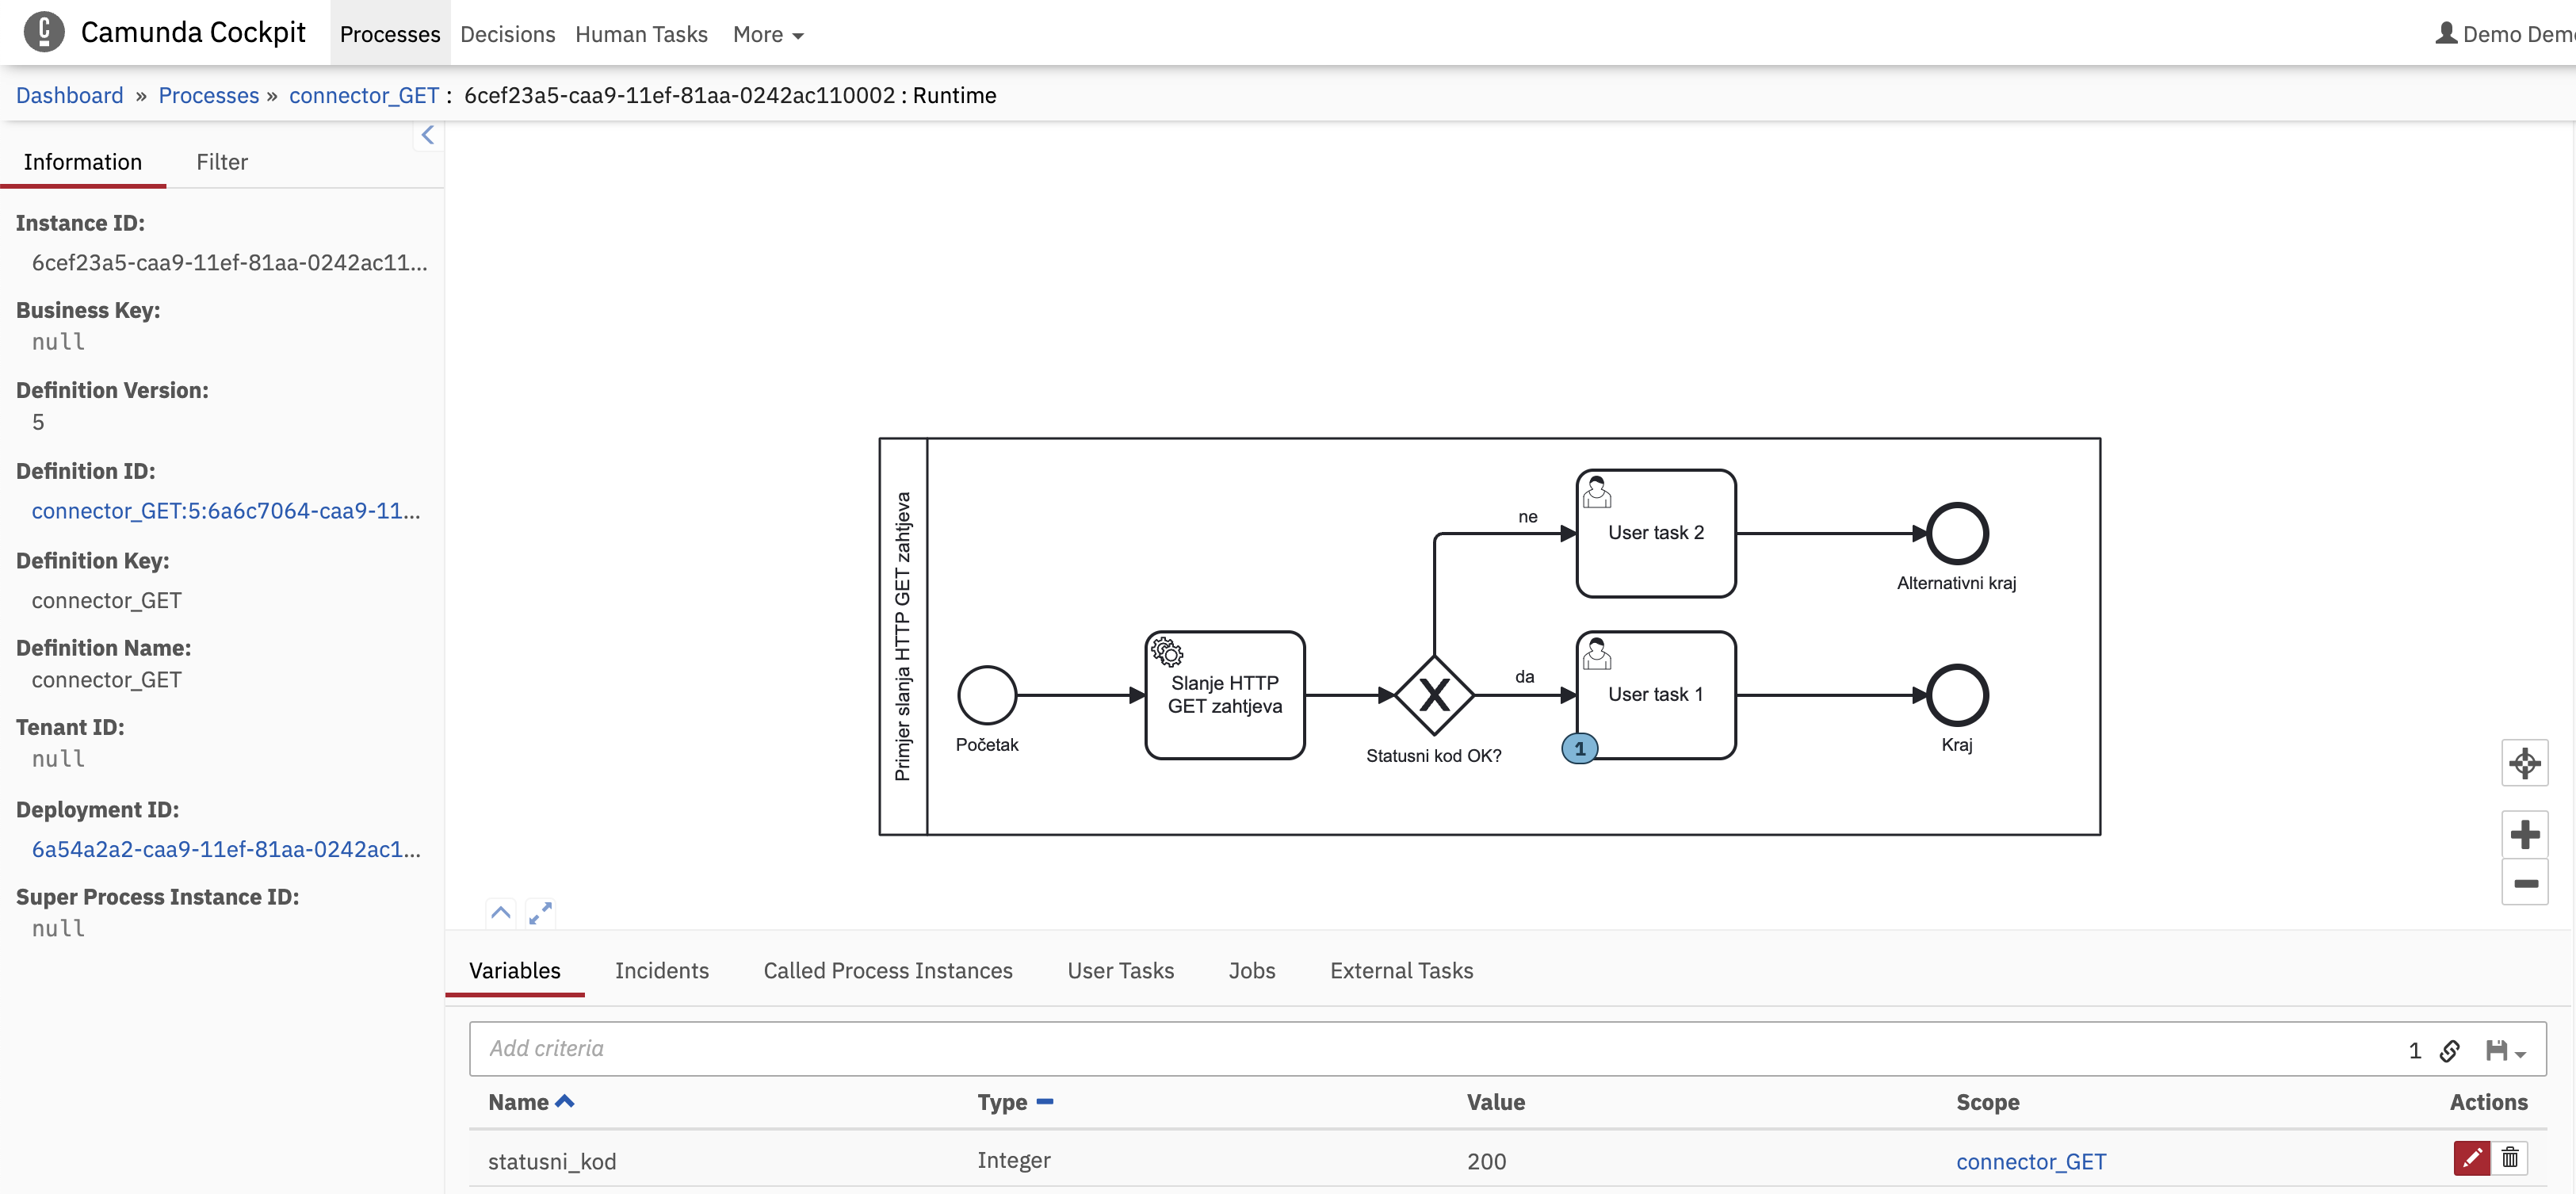 Camunda Cockpit
Processes
Decisions
Human Tasks
More
Demo Dem
Dashboard » Processes » connector_GET : 6cef23a5-caa9-11ef-81aa-0242ac110002 : Runtime
Information
Filter
Instance ID:
6cef23a5-caa9-11ef-81aa-0242ac11...
Business Key:
null
Definition Version:
5
Definition ID:
connector_GET:5:6a6c7064-caa9-11...
Definition Key:
connector_GET
Definition Name:
connector_GET
Tenant ID:
null
Deployment ID:
6a54a2a2-caa9-11ef-81aa-0242ac1...
Super Process Instance ID:
null
Primjer slanja HTTP GET zahtjeva
Početak
Slanje HTTP
GET zahtjeva
Statusni kod OK?
ne
User task 2
Alternativni kraj
da
User task 1
1
Kraj
Variables
Incidents
Called Process Instances
User Tasks
Jobs
External Tasks
Add criteria
1
Name Type Value Scope Actions
statusni_kod Integer 200 connector_GET